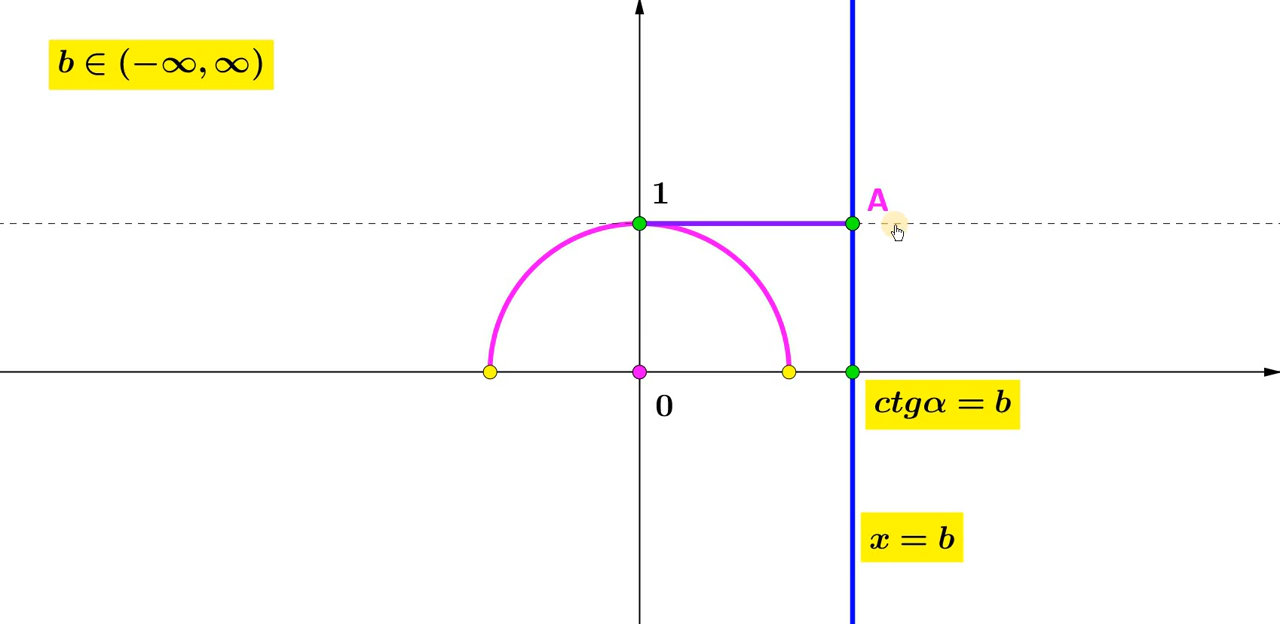 b ∈ (−∞, ∞)
1
A
0
ctgα = b
x = b